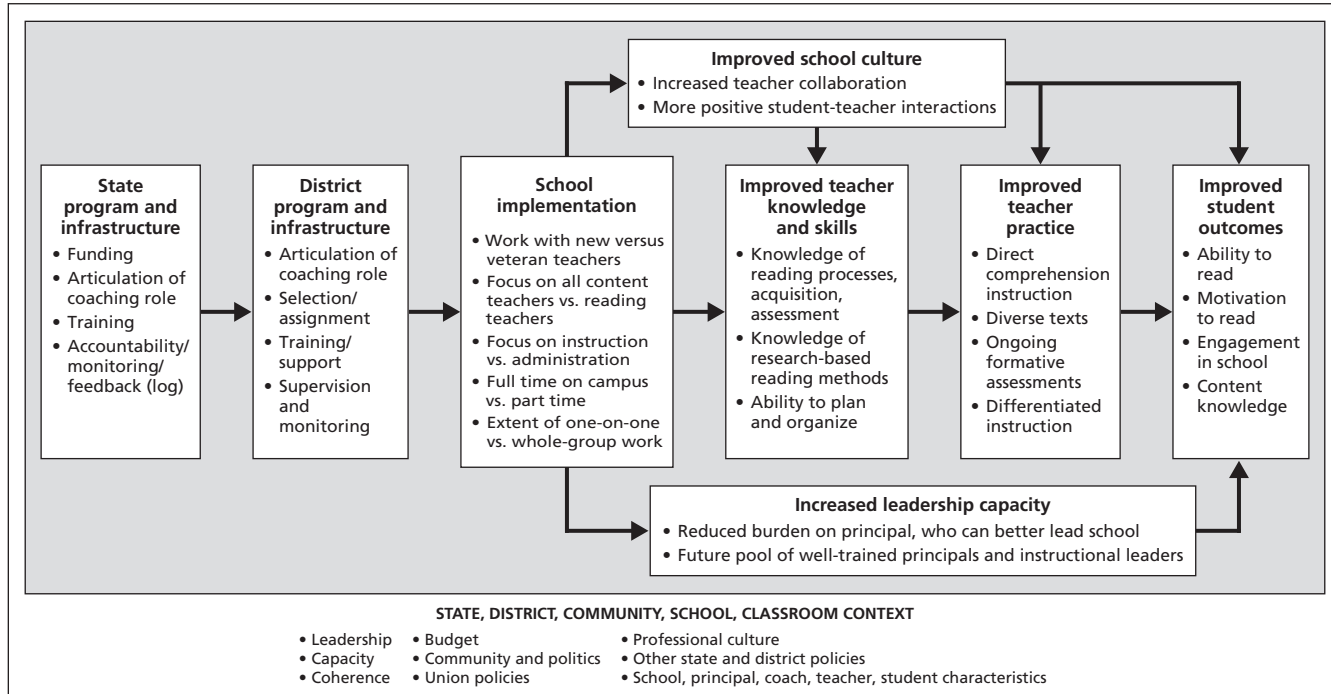 Improved school culture
• Increased teacher collaboration
• More positive student-teacher interactions
State
program and
infrastructure
• Funding
• Articulation of
coaching role
• Training
• Accountability/
monitoring/
feedback (log)
District
program and
infrastructure
• Articulation of
coaching role
• Selection/
assignment
• Training/
support
• Supervision
and
monitoring
School
implementation
• Work with new versus
veteran teachers
• Focus on all content
teachers vs. reading
teachers
• Focus on instruction
vs. administration
• Full time on campus
vs. part time
• Extent of one-on-one
vs. whole-group work
Improved teacher
knowledge
and skills
• Knowledge of
reading processes,
acquisition,
assessment
• Knowledge of
research-based
reading methods
• Ability to plan
and organize
Improved
teacher
practice
• Direct
comprehension
instruction
• Diverse texts
• Ongoing
formative
assessments
• Differentiated
instruction
Improved
student
outcomes
• Ability to
read
• Motivation
to read
• Engagement
in school
• Content
knowledge
Increased leadership capacity
• Reduced burden on principal, who can better lead school
• Future pool of well-trained principals and instructional leaders
STATE, DISTRICT, COMMUNITY, SCHOOL, CLASSROOM CONTEXT
• Leadership
• Capacity
• Coherence
• Budget
• Community and politics
• Union policies
• Professional culture
• Other state and district policies
• School, principal, coach, teacher, student characteristics